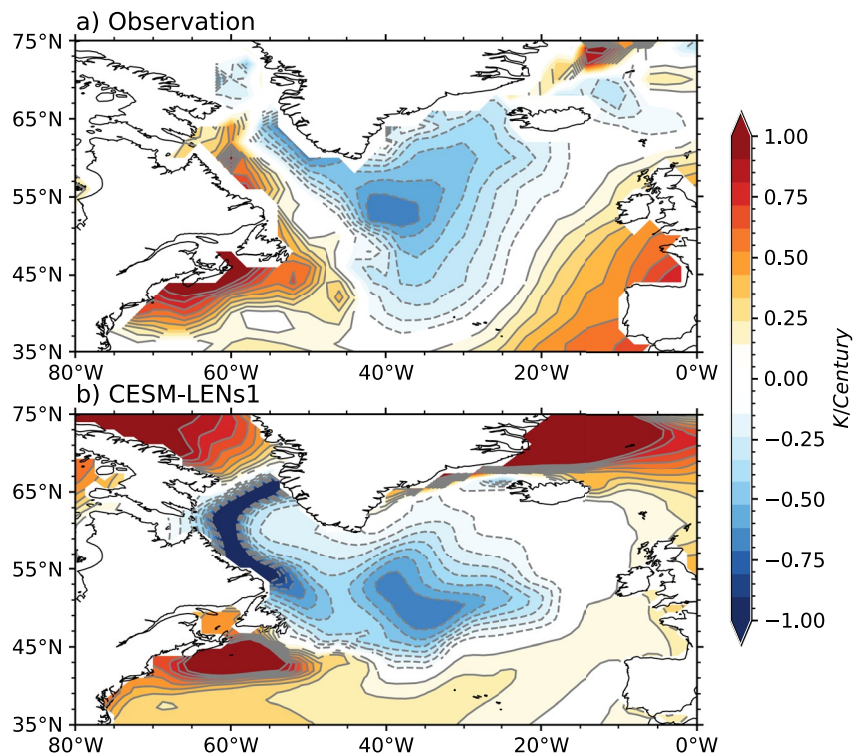 a) Observation
75°N
65°N
55°N
45°N
35°N
80°W
60°W
40°W
20°W
0°W
b) CESM-LENs1
75°N
65°N
55°N
45°N
35°N
80°W
60°W
40°W
20°W
0°W
1.00
0.75
0.50
0.25
0.00
−0.25
−0.50
−0.75
−1.00
K/Century